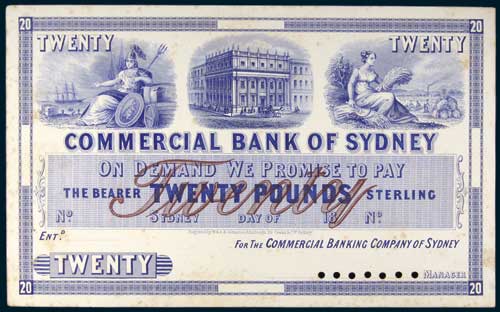 20 20
TWENTY TWENTY
COMMERCIAL BANK OF SYDNEY
ON DEMAND WE PROMISE TO PAY
THE BEARER TWENTY POUNDS STERLING
Twenty
No SYDNEY DAY OF 18 No
ENTD
FOR THE COMMERCIAL BANKING COMPANY OF SYDNEY
TWENTY
MANAGER
20 20